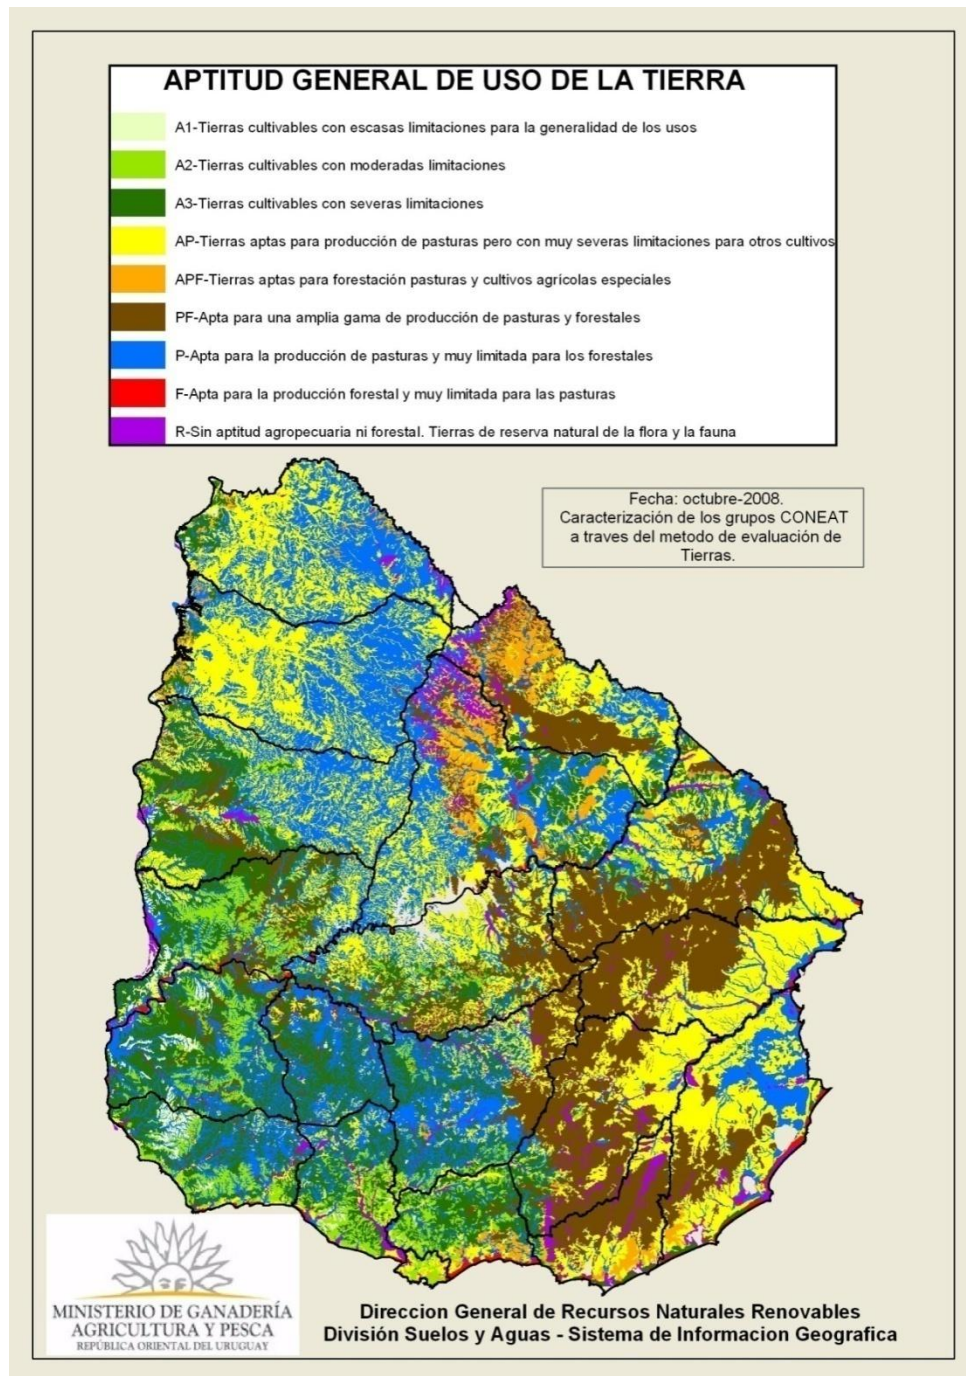 APTITUD GENERAL DE USO DE LA TIERRA
A1-Tierras cultivables con escasas limitaciones para la generalidad de los usos
A2-Tierras cultivables con moderadas limitaciones
A3-Tierras cultivables con severas limitaciones
AP-Tierras aptas para producción de pasturas pero con muy severas limitaciones para otros cultivos
APF-Tierras aptas para forestación pasturas y cultivos agrícolas especiales
PF-Apta para una amplia gama de producción de pasturas y forestales
P-Apta para la producción de pasturas y muy limitada para los forestales
F-Apta para la producción forestal y muy limitada para las pasturas
R-Sin aptitud agropecuaria ni forestal. Tierras de reserva natural de la flora y la fauna
Fecha: octubre-2008.
Caracterización de los grupos CONEAT
a traves del metodo de evaluación de
Tierras.
MINISTERIO DE GANADERÍA
AGRICULTURA Y PESCA
REPÚBLICA ORIENTAL DEL URUGUAY
Direccion General de Recursos Naturales Renovables
División Suelos y Aguas - Sistema de Informacion Geografica